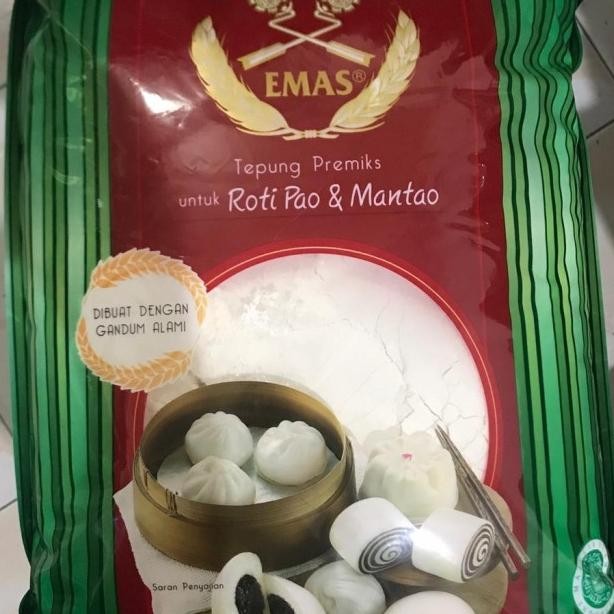 EMAS®
Tepung Premiks
untuk Roti Pao & Mantao
DIBUAT DENGAN
GANDUM ALAMI
Saran Penyajian